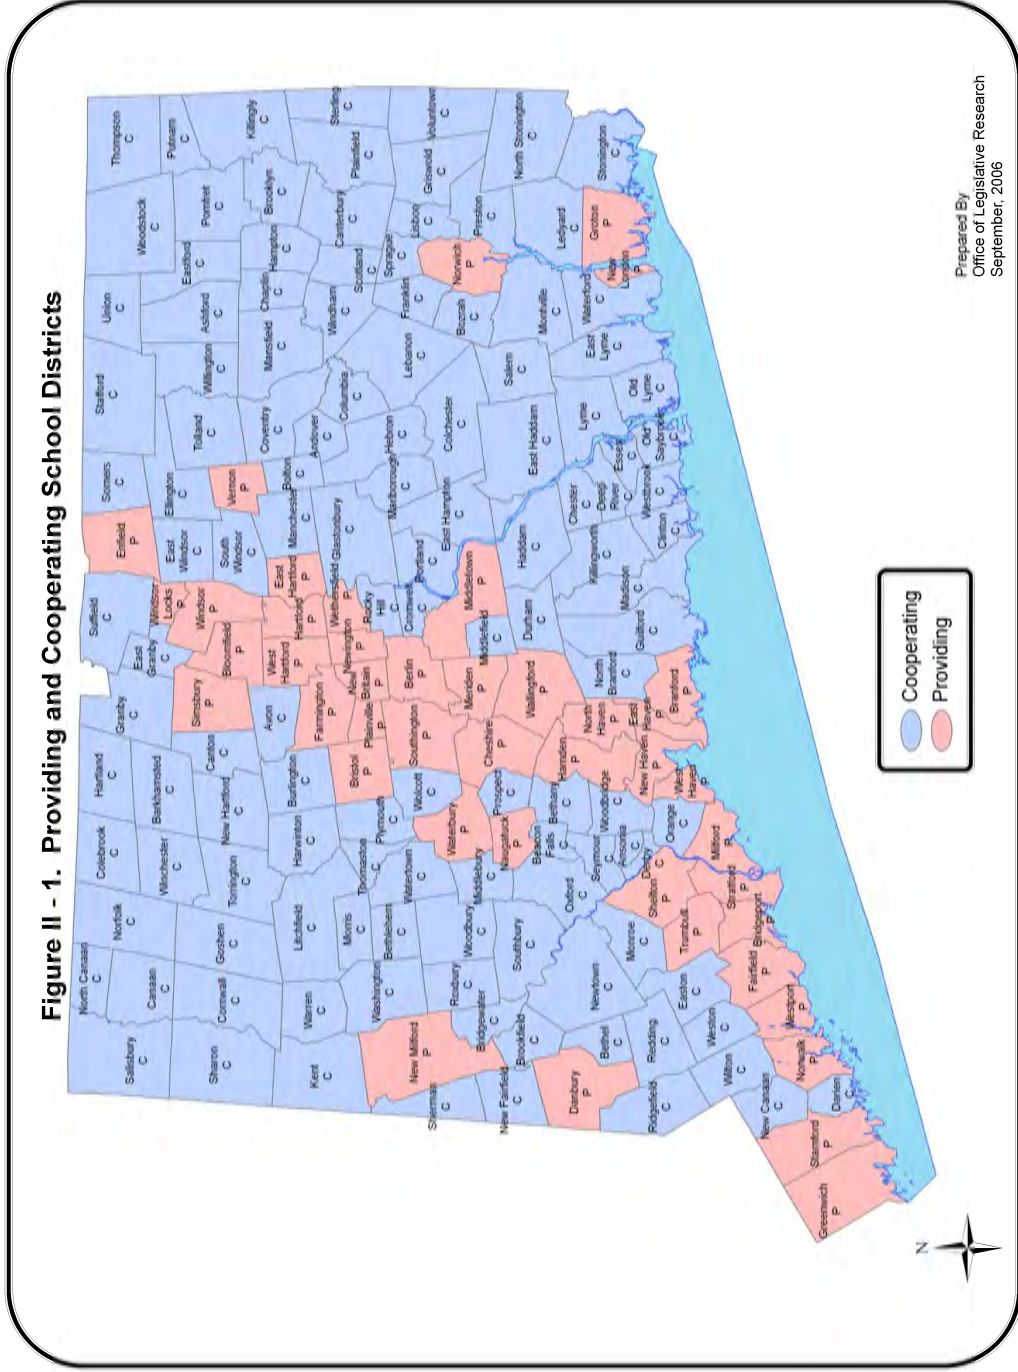 Figure II - 1. Providing and Cooperating School Districts
Salisbury
C
North Canaan
C
Canaan
C
Norfolk
C
Colebrook
C
Hartland
C
Granby
C
East
Granby
C
Suffield
C
Enfield
P
Somers
C
Stafford
C
Union
C
Woodstock
C
Thompson
C
Putnam
C
Sharon
C
Cornwall
C
Goshen
C
Torrington
C
Winchester
C
Barkhamsted
C
New Hartford
C
Canton
C
Simsbury
P
Bloomfield
P
Windsor
Locks
P
Windsor
P
East
Windsor
C
South
Windsor
C
Ellington
C
Vernon
P
Tolland
C
Willington
C
Ashford
C
Eastford
C
Pomfret
C
Killingly
C
Kent
C
Warren
C
Litchfield
C
Harwinton
C
Burlington
C
Avon
C
West
Hartford
P
Hartford
P
East
Hartford
P
Manchester
C
Bolton
C
Coventry
C
Andover
C
Mansfield
C
Chaplin
C
Hampton
C
Brooklyn
C
Sterling
C
New Milford
P
Washington
C
Morris
C
Bethlehem
C
Thomaston
C
Watertown
C
Plymouth
C
Bristol
P
Farmington
P
Plainville
P
New
Britain
P
Newington
P
Wethersfield
P
Rocky
Hill
C
Glastonbury
C
Hebron
C
Columbia
C
Windham
C
Scotland
C
Canterbury
C
Plainfield
C
Sherman
C
Roxbury
C
Bridgewater
C
Woodbury
C
Middlebury
C
Waterbury
P
Wolcott
C
Southington
P
Berlin
P
Cromwell
C
Portland
C
Marlborough
C
East Hampton
C
Colchester
C
Lebanon
C
Franklin
C
Sprague
C
Lisbon
C
Griswold
C
Voluntown
C
New Fairfield
C
Brookfield
C
Southbury
C
Naugatuck
P
Prospect
C
Cheshire
P
Meriden
P
Middlefield
C
Middletown
P
East Haddam
C
Salem
C
Bozrah
C
Norwich
P
Preston
C
North Stonington
C
Danbury
P
Bethel
C
Newtown
C
Oxford
C
Beacon
Falls
C
Bethany
C
Hamden
P
Wallingford
P
Durham
C
Haddam
C
Chester
C
Lyme
C
Montville
C
Ledyard
C
Ridgefield
C
Redding
C
Monroe
C
Seymour
C
Ansonia
C
Derby
C
Woodbridge
C
New Haven
P
North
Haven
P
East
Haven
P
North
Branford
C
Guilford
C
Madison
C
Killingworth
C
Deep
River
C
Essex
C
Old
Saybrook
C
Old
Lyme
C
East
Lyme
C
Waterford
C
New
London
P
Groton
P
Stonington
C
Wilton
C
Weston
C
Easton
C
Trumbull
P
Shelton
P
Orange
C
West
Haven
P
Branford
P
Clinton
C
Westbrook
C
New Canaan
C
Norwalk
P
Westport
P
Fairfield
P
Bridgeport
P
Stratford
P
Milford
P
Greenwich
P
Stamford
P
Darien
C
Cooperating
Providing
N
Prepared By
Office of Legislative Research
September, 2006